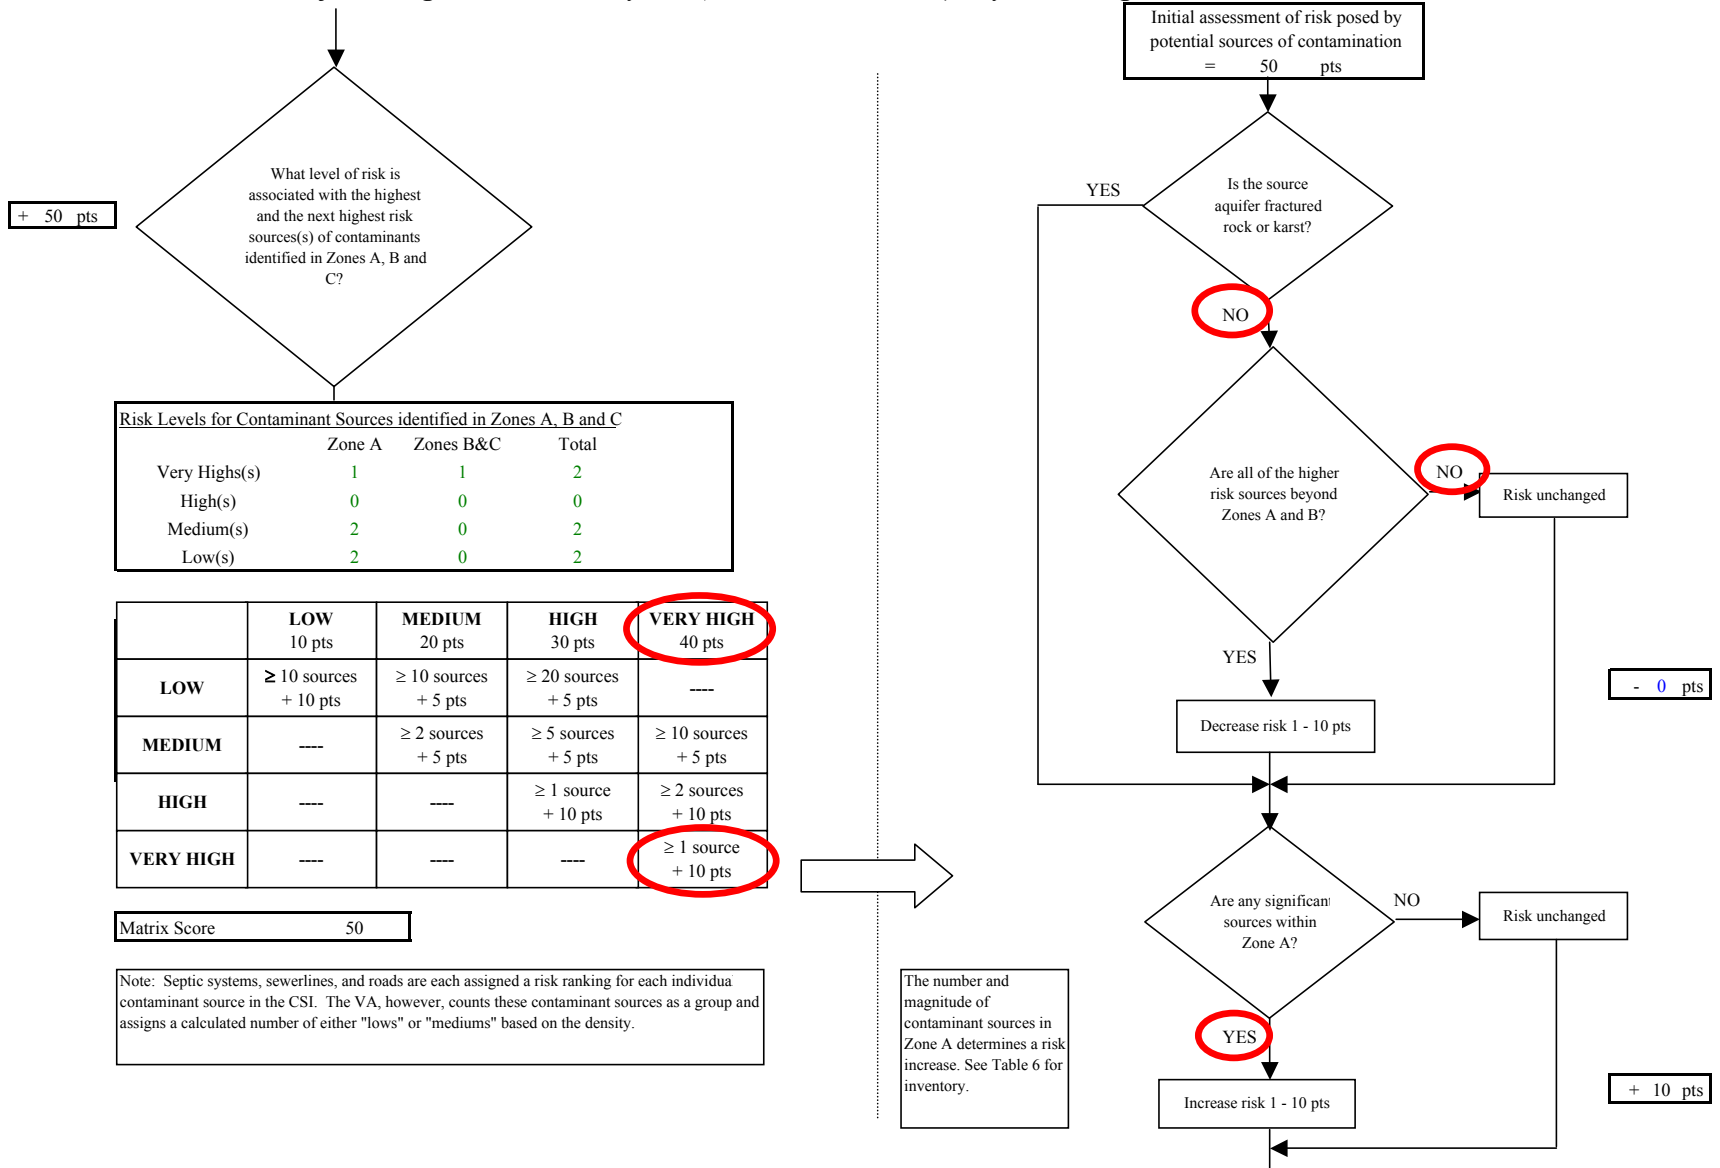 + 50 pts
What level of risk is
associated with the highest
and the next highest risk
sources(s) of contaminants
identified in Zones A, B and
C?
Risk Levels for Contaminant Sources identified in Zones A, B and C
Zone A Zones B&C Total
Very Highs(s) 1 1 2
High(s) 0 0 0
Medium(s) 2 0 2
Low(s) 2 0 2
LOW MEDIUM HIGH VERY HIGH
10 pts 20 pts 30 pts 40 pts
LOW ≥ 10 sources + 10 pts ≥ 10 sources + 5 pts ≥ 20 sources + 5 pts ----
MEDIUM ---- ≥ 2 sources + 5 pts ≥ 5 sources + 5 pts ≥ 10 sources + 5 pts
HIGH ---- ---- ≥ 1 source + 10 pts ≥ 2 sources + 10 pts
VERY HIGH ---- ---- ---- ≥ 1 source + 10 pts
Matrix Score 50
Note: Septic systems, sewerlines, and roads are each assigned a risk ranking for each individua
contaminant source in the CSI. The VA, however, counts these contaminant sources as a group and
assigns a calculated number of either "lows" or "mediums" based on the density.
Initial assessment of risk posed by
potential sources of contamination
= 50 pts
Is the source
aquifer fractured
rock or karst?
YES
NO
Are all of the higher
risk sources beyond
Zones A and B?
NO
Risk unchanged
YES
Decrease risk 1 - 10 pts
- 0 pts
Are any significant
sources within
Zone A?
NO
Risk unchanged
YES
The number and
magnitude of
contaminant sources in
Zone A determines a risk
increase. See Table 6 for
inventory.
Increase risk 1 - 10 pts
+ 10 pts